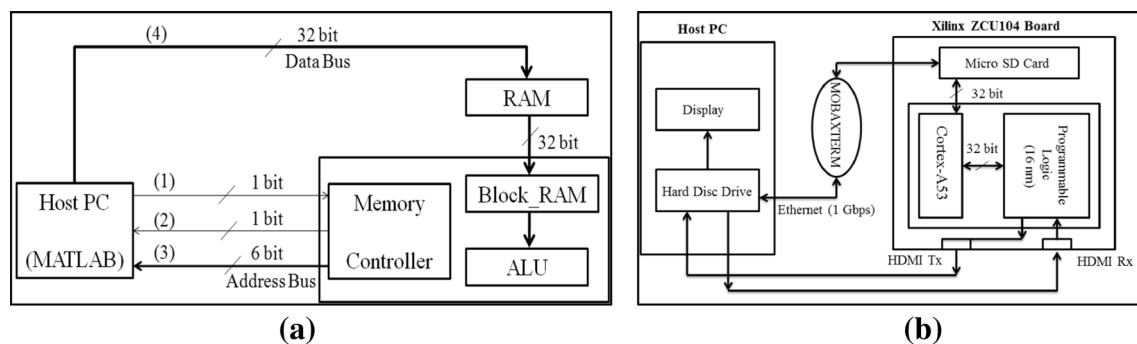 (4)
32 bit
Data Bus
RAM
32 bit
(1)
1 bit
Host PC
(MATLAB)
(2)
1 bit
(3)
6 bit
Address Bus
Memory
Controller
Block_RAM
ALU
(a)
Host PC
Display
Hard Disc Drive
MOBAXTERM
Ethernet (1 Gbps)
Xilinx ZCU104 Board
Micro SD Card
32 bit
Cortex-A53
32 bit
Programmable
Logic
(16 nm)
HDMI Tx
HDMI Rx
(b)